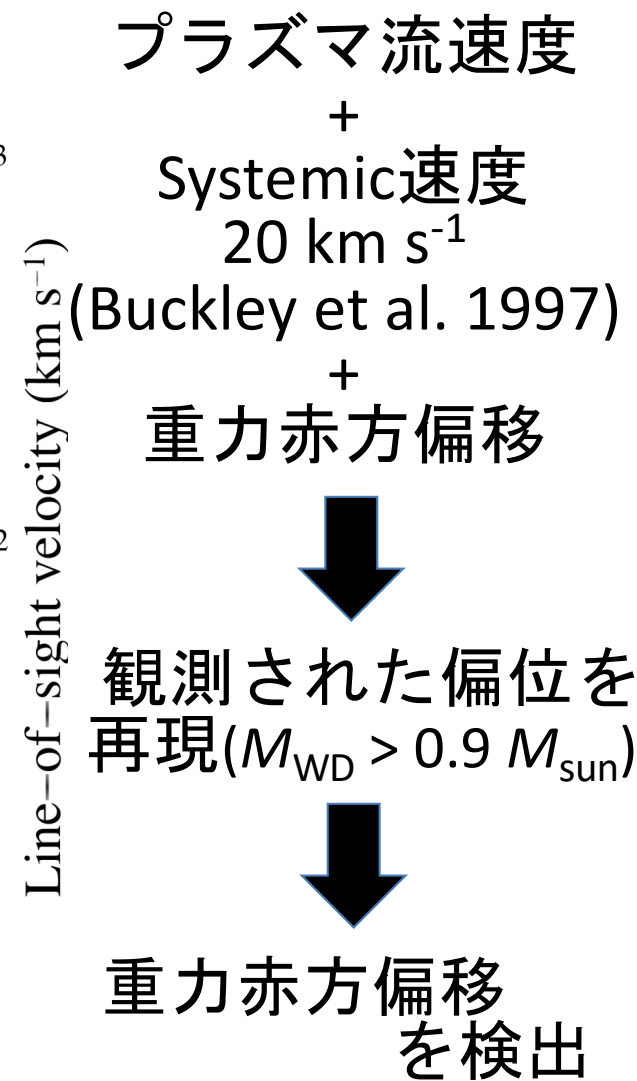 プラズマ流速度
+
Systemic速度
20 km s-1
(Buckley et al. 1997)
+
重力赤方偏移
観測された偏位を
再現(MWD > 0.9 Msun)
重力赤方偏移
を検出
Line−of−sight velocity (km s−1)
3
2